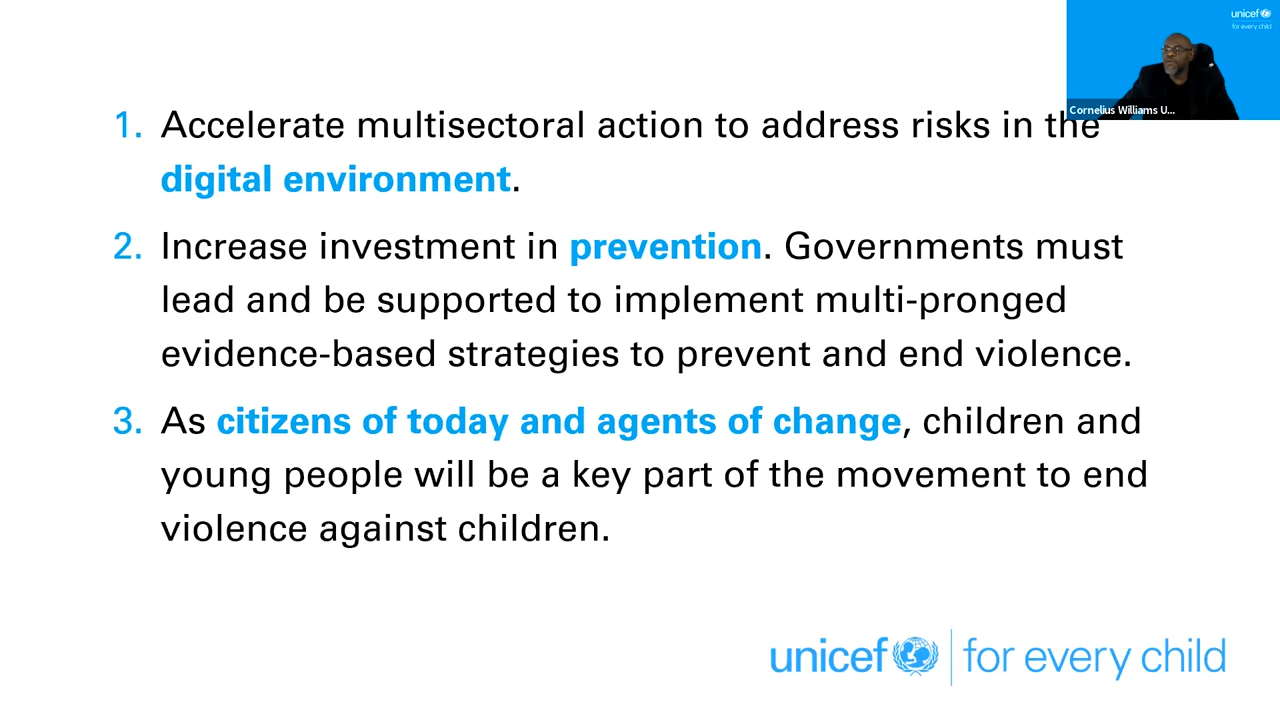 unicef
for every child
Cornelius Williams U...
1. Accelerate multisectoral action to address risks in the
digital environment.
2. Increase investment in prevention. Governments must
lead and be supported to implement multi-pronged
evidence-based strategies to prevent and end violence.
3. As citizens of today and agents of change, children and
young people will be a key part of the movement to end
violence against children.
unicef for every child